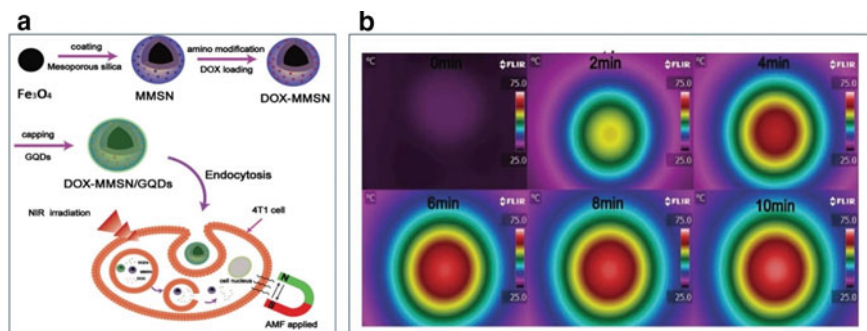 a
coating
Mesoporous silica
amino modification
DOX loading
Fe₃O₄
MMSN
DOX-MMSN
capping
GQDs
DOX-MMSN/GQDs
Endocytosis
NIR irradiation
4T1 cell
cell nucleus
N
S
AMF applied
b
°C
0min
FLIR
75.0
25.0
°C
2min
FLIR
75.0
25.0
°C
4min
FLIR
75.0
25.0
°C
6min
FLIR
75.0
25.0
°C
8min
FLIR
75.0
25.0
°C
10min
FLIR
75.0
25.0